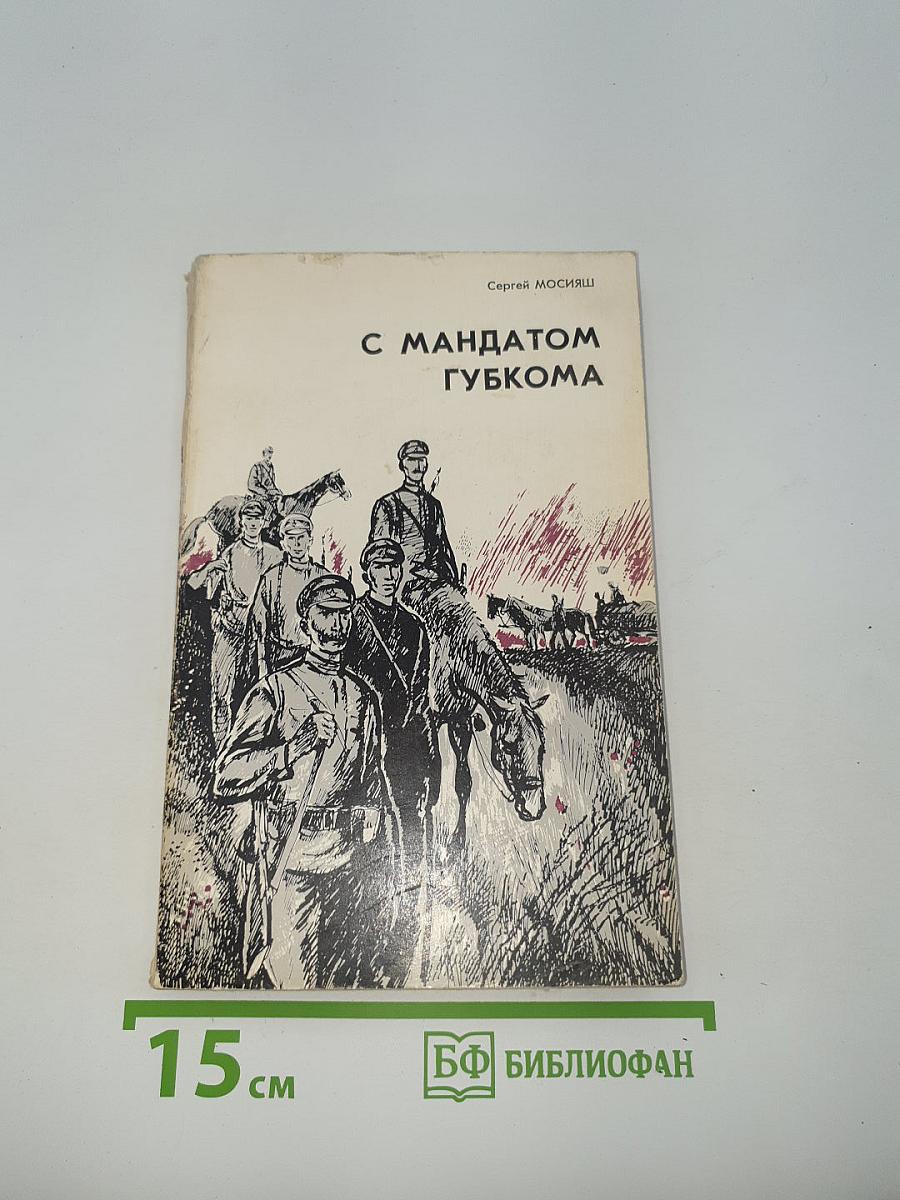 Сергей МОСИЯШ
С МАНДАТОМ
ГУБКОМА
15 см
БФ БИБЛИОФАН